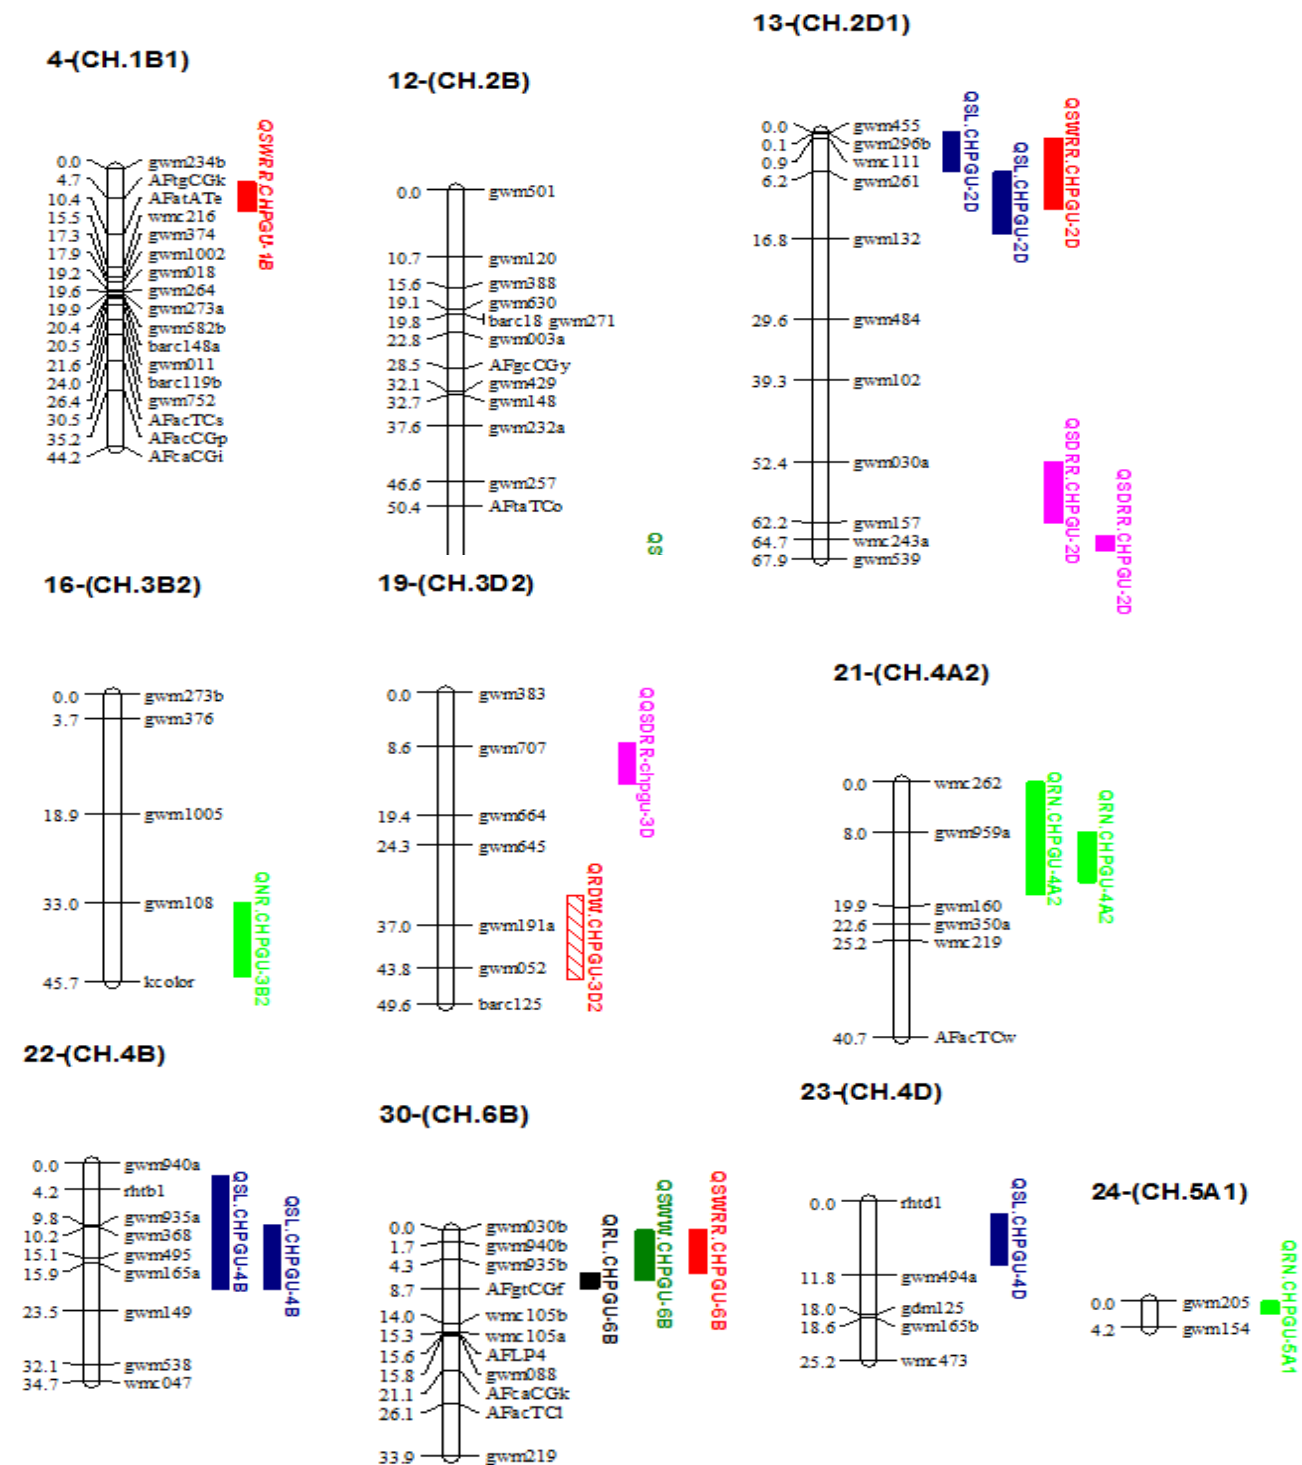 4-(CH.1B1)
0.0 gwm234b
4.7 AFtgCGk
10.4 AFatATe
15.5 wmc216
17.3 gwm374
17.9 gwm1002
19.2 gwm018
19.6 gwm264
19.9 gwm273a
20.4 gwm582b
20.5 barc148a
21.6 gwm011
24.0 barc119b
26.4 gwm752
30.5 AFacTCs
35.2 AFacCGp
44.2 AFcaCGi
QSWRR.CHPGU-1B
12-(CH.2B)
0.0 gwm501
10.7 gwm120
15.6 gwm388
19.1 gwm630
19.8 barc18 gwm271
22.8 gwm003a
28.5 AFgcCGy
32.1 gwm429
32.7 gwm148
37.6 gwm232a
46.6 gwm257
50.4 AFtaTCo
QS
13-(CH.2D1)
0.0 gwm455
0.1 gwm296b
0.9 wmc111
6.2 gwm261
16.8 gwm132
29.6 gwm484
39.3 gwm102
52.4 gwm030a
62.2 gwm157
64.7 wmc243a
67.9 gwm539
QSL.CHPGU-2D
QSL.CHPGU-2D
QSWRR.CHPGU-2D
QSDRR.CHPGU-2D
QSDRR.CHPGU-2D
16-(CH.3B2)
0.0 gwm273b
3.7 gwm376
18.9 gwm1005
33.0 gwm108
45.7 kcolor
QNR.CHPGU-3B2
19-(CH.3D2)
0.0 gwm383
8.6 gwm707
19.4 gwm664
24.3 gwm645
37.0 gwm191a
43.8 gwm052
49.6 barc125
QQSDRR-chpgu-3D
QRDW.CHPGU-3D2
21-(CH.4A2)
0.0 wmc262
8.0 gwm959a
19.9 gwm160
22.6 gwm350a
25.2 wmc219
40.7 AFacTCw
QRN.CHPGU-4A2
QRN.CHPGU-4A2
22-(CH.4B)
0.0 gwm940a
4.2 rhtb1
9.8 gwm935a
10.2 gwm368
15.1 gwm495
15.9 gwm165a
23.5 gwm149
32.1 gwm538
34.7 wmc047
QSL.CHPGU-4B
QSL.CHPGU-4B
30-(CH.6B)
0.0 gwm030b
1.7 gwm940b
4.3 gwm935b
8.7 AFgtCGf
14.0 wmc105b
15.3 wmc105a
15.6 AFLP4
15.8 gwm088
21.1 AFcaCGk
26.1 AFacTCl
33.9 gwm219
QRL.CHPGU-6B
QSWW.CHPGU-6B
QSWRR.CHPGU-6B
23-(CH.4D)
0.0 rhtd1
11.8 gwm494a
18.0 gdm125
18.6 gwm165b
25.2 wmc473
QSL.CHPGU-4D
24-(CH.5A1)
0.0 gwm205
4.2 gwm154
QRN.CHPGU-5A1